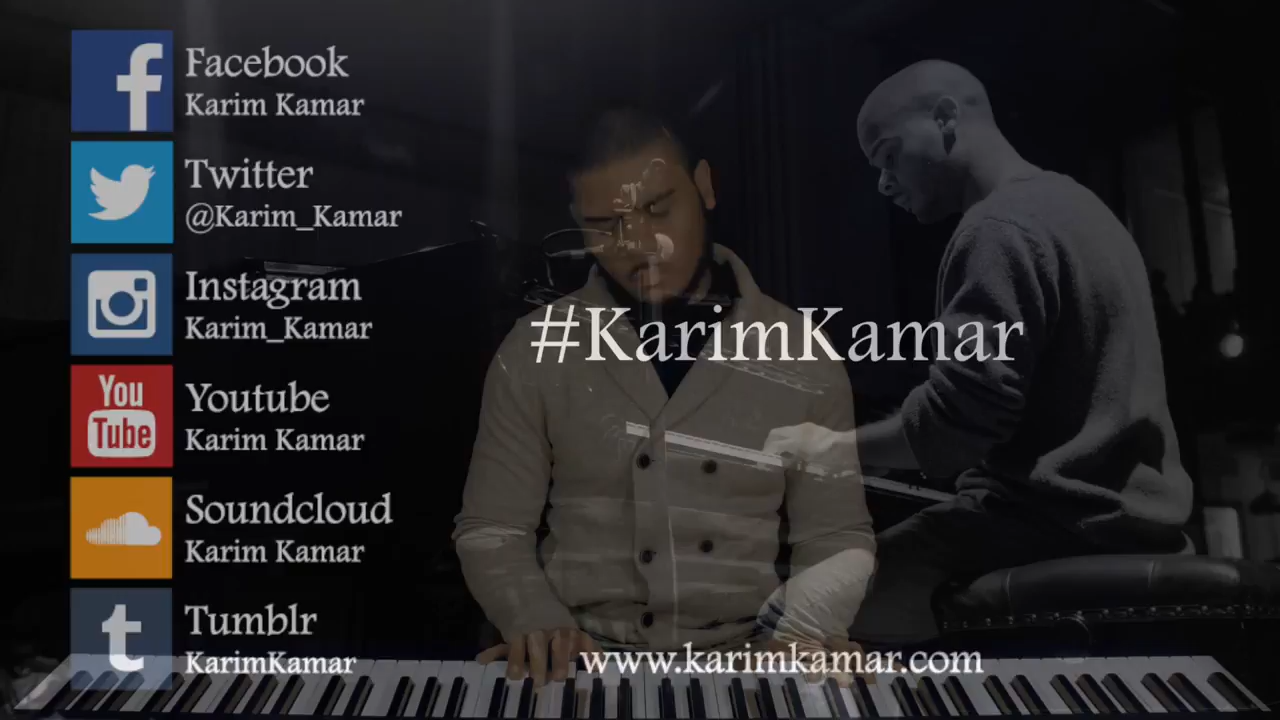 Facebook
Karim Kamar
Twitter
@Karim_Kamar
Instagram
Karim_Kamar
You
Tube
Youtube
Karim Kamar
Soundcloud
Karim Kamar
t
Tumblr
KarimKamar
#KarimKamar
www.karimkamar.com